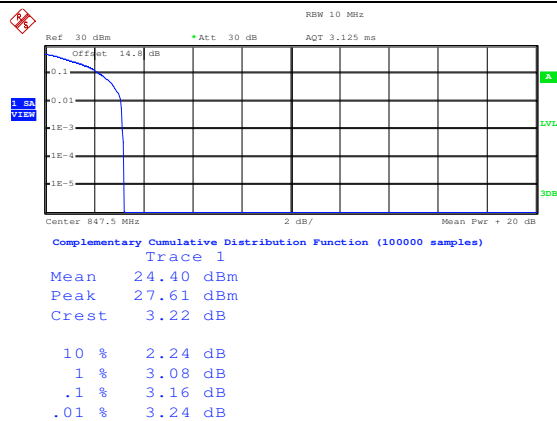 RBW 10 MHz
Ref 30 dBm *Att 30 dB AQT 3.125 ms
Offset 14.8 dB
0.1
A
0.01
1 SA
VIEW
1E-3
LVL
1E-4
1E-5
3DB
Center 847.5 MHz 2 dB/ Mean Pwr + 20 dB
Complementary Cumulative Distribution Function (100000 samples)
Trace 1
Mean 24.40 dBm
Peak 27.61 dBm
Crest 3.22 dB
10 % 2.24 dB
1 % 3.08 dB
.1 % 3.16 dB
.01 % 3.24 dB